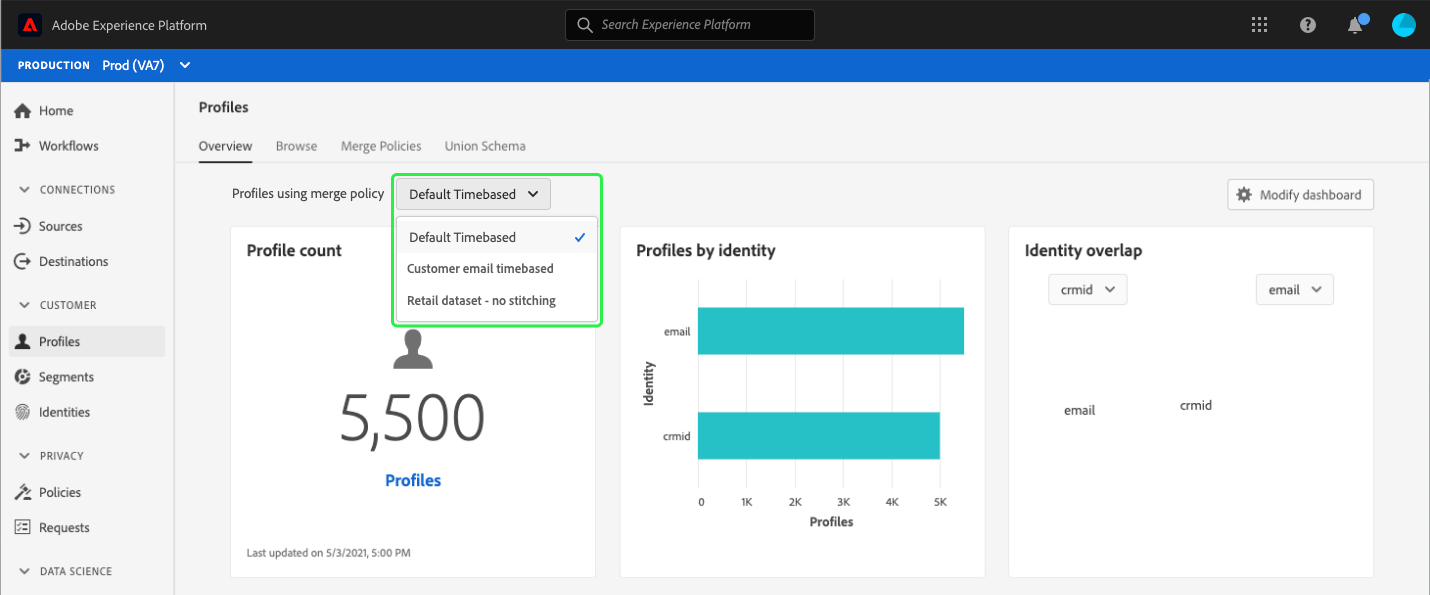 Adobe Experience Platform
Search Experience Platform
PRODUCTION Prod (VA7)
Home
Workflows
CONNECTIONS
Sources
Destinations
CUSTOMER
Profiles
Segments
Identities
PRIVACY
Policies
Requests
DATA SCIENCE
Profiles
Overview Browse Merge Policies Union Schema
Profiles using merge policy Default Timebased
Modify dashboard
Default Timebased
Customer email timebased
Retail dataset - no stitching
Profile count
5,500
Profiles
Last updated on 5/3/2021, 5:00 PM
Profiles by identity
Identity
email
crmid
0 1K 2K 3K 4K 5K
Profiles
Identity overlap
crmid email
email crmid